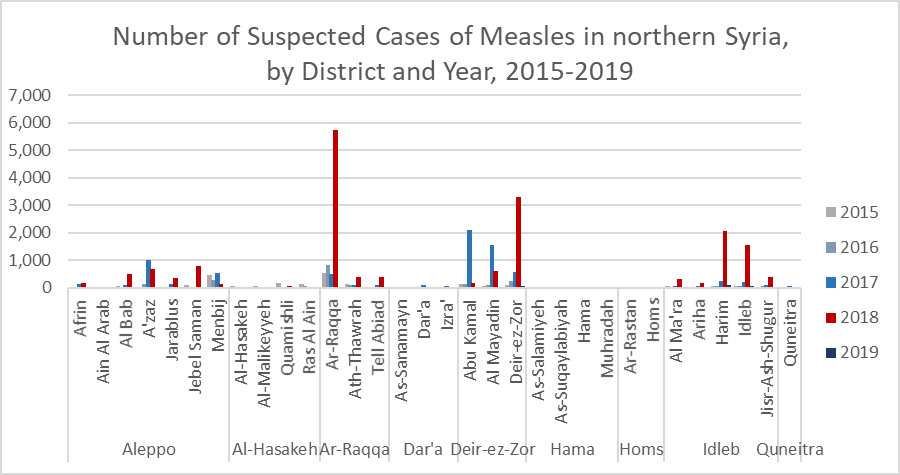 Number of Suspected Cases of Measles in northern Syria,
by District and Year, 2015-2019
7,000
6,000
5,000
4,000
3,000
2,000
1,000
0
2015
2016
2017
2018
2019
Afrin
Ain Al Arab
Al Bab
A'zaz
Jarablus
Jebel Saman
Menbij
Al-Hasakeh
Al-Malikeyyeh
Quamishli
Ras Al Ain
Ar-Raqqa
Ath-Thawrah
Tell Abiad
As-Sanamayn
Dar'a
Izra'
Abu Kamal
Al Mayadin
Deir-ez-Zor
As-Salamiyeh
As-Suqaylabiyah
Hama
Muhradah
Ar-Rastan
Homs
Al Ma'ra
Ariha
Harim
Idleb
Jisr-Ash-Shugur
Quneitra
Aleppo
Al-Hasakeh
Ar-Raqqa
Dar'a
Deir-ez-Zor
Hama
Homs
Idleb
Quneitra